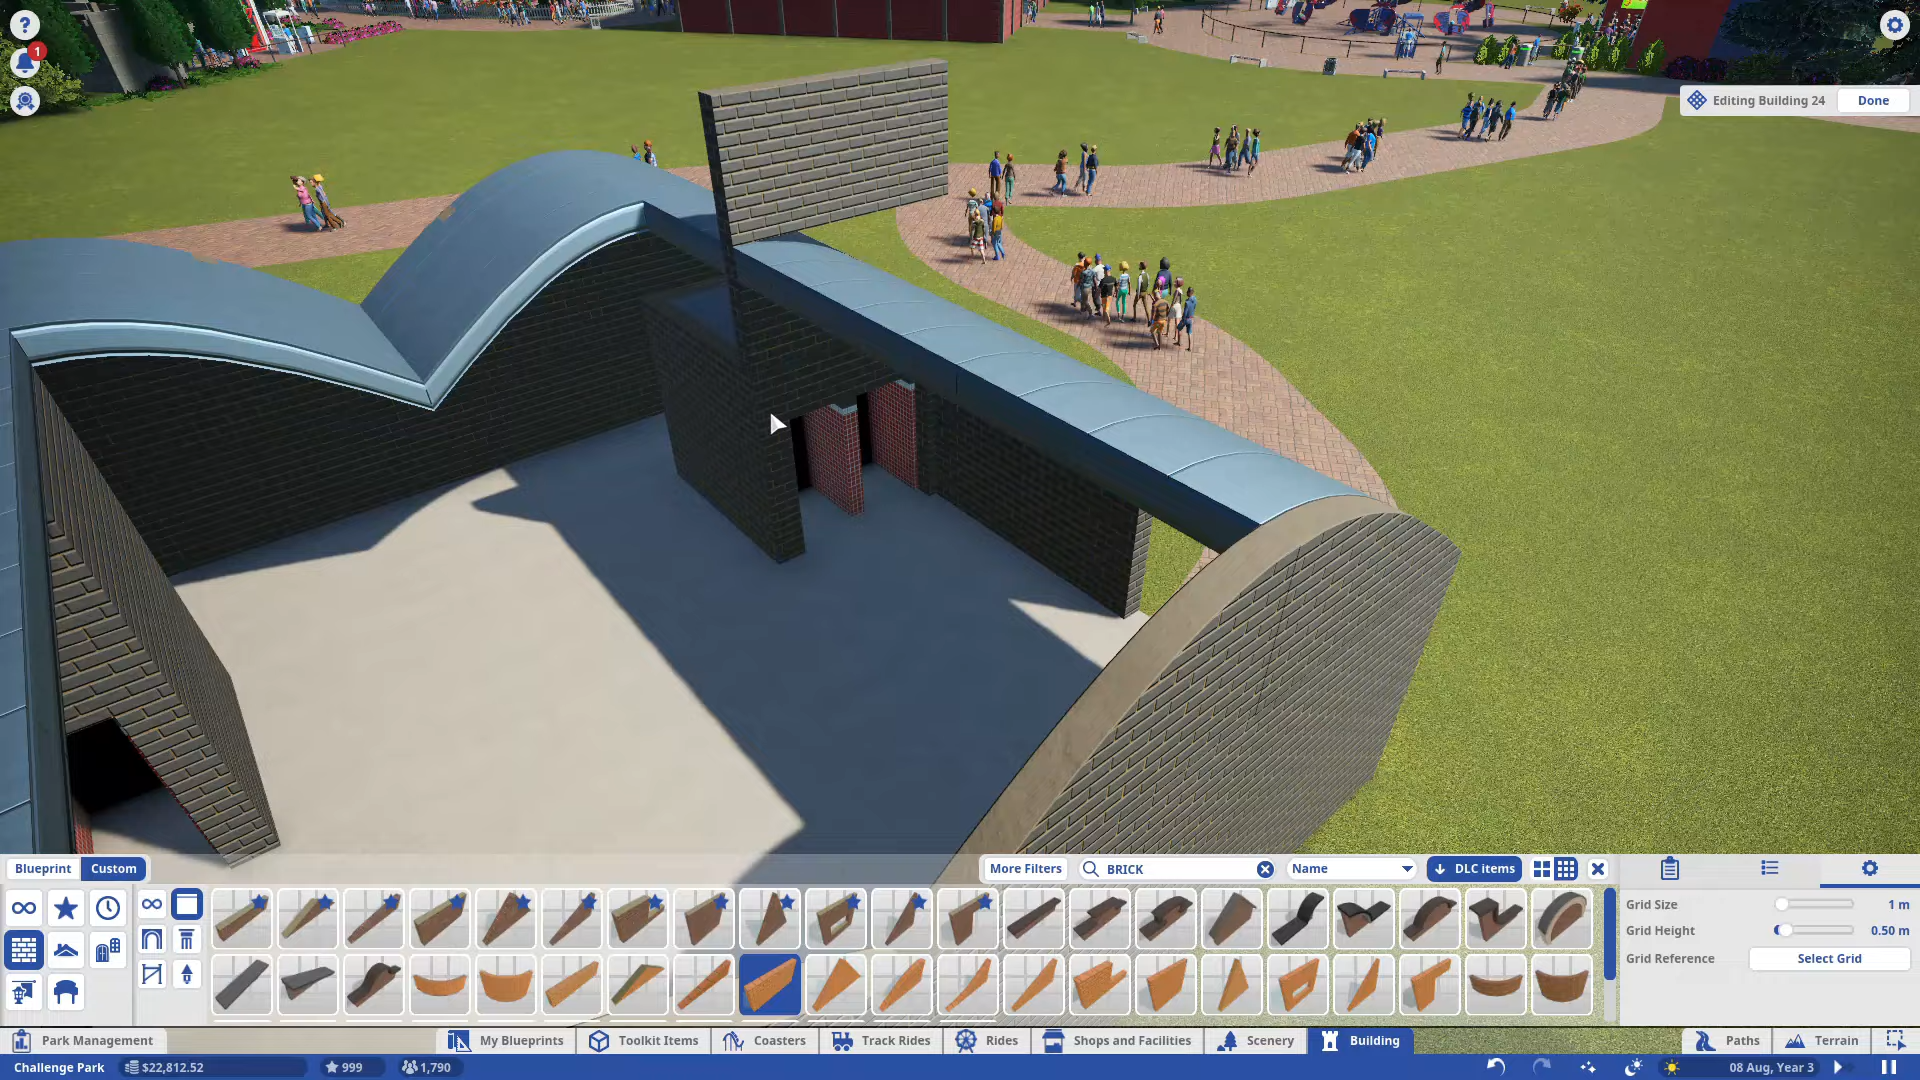 ?
1
Editing Building 24
Done
Blueprint
Custom
More Filters
BRICK
Name
DLC items
Grid Size
1 m
Grid Height
0.50 m
Grid Reference
Select Grid
Park Management
My Blueprints
Toolkit Items
Coasters
Track Rides
Rides
Shops and Facilities
Scenery
Building
Paths
Terrain
Challenge Park
$22,812.52
999
1,790
08 Aug, Year 3